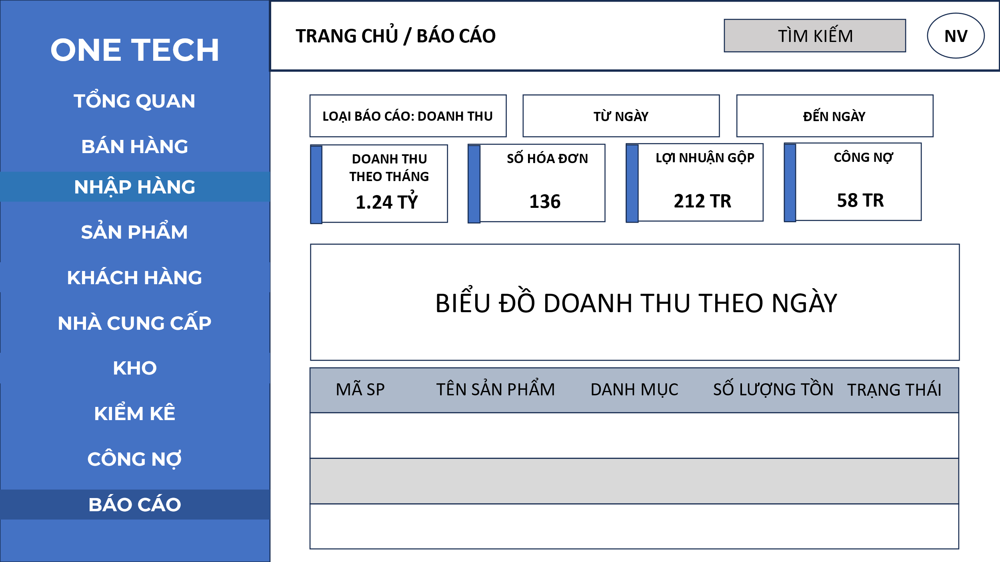 ONE TECH
TỔNG QUAN
BÁN HÀNG
NHẬP HÀNG
SẢN PHẨM
KHÁCH HÀNG
NHÀ CUNG CẤP
KHO
KIỂM KÊ
CÔNG NỢ
BÁO CÁO
TRANG CHỦ / BÁO CÁO
TÌM KIẾM
NV
LOẠI BÁO CÁO: DOANH THU
TỪ NGÀY
ĐẾN NGÀY
DOANH THU
THEO THÁNG
1.24 TỶ
SỐ HÓA ĐƠN
136
LỢI NHUẬN GỘP
212 TR
CÔNG NỢ
58 TR
BIỂU ĐỒ DOANH THU THEO NGÀY
MÃ SP TÊN SẢN PHẨM DANH MỤC SỐ LƯỢNG TỒN TRẠNG THÁI